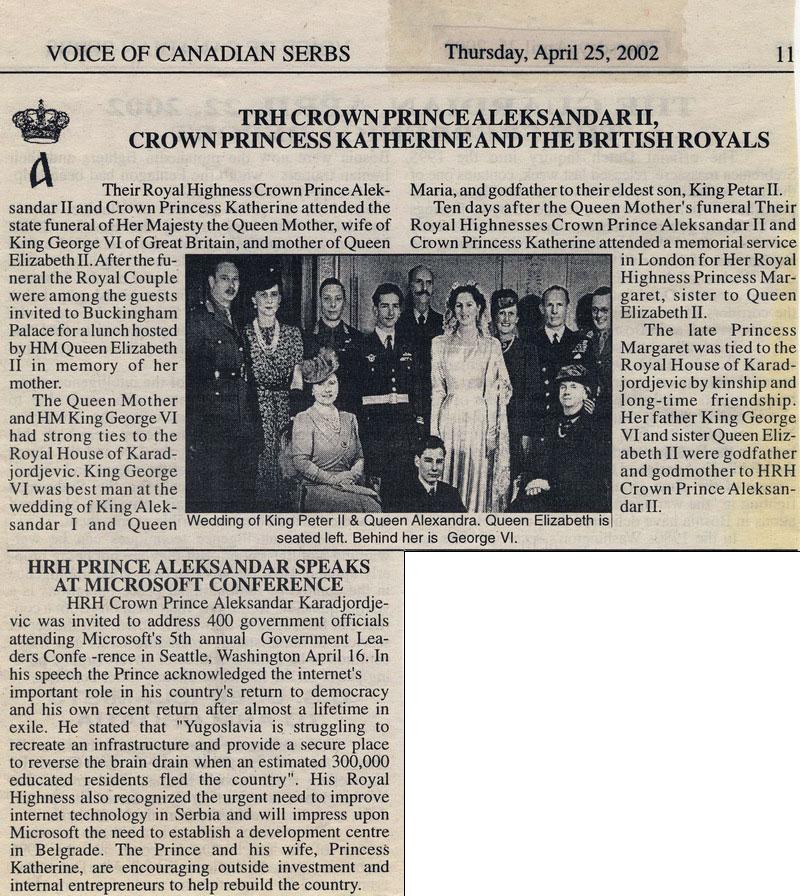 VOICE OF CANADIAN SERBS
Thursday, April 25, 2002
11
TRH CROWN PRINCE ALEKSANDAR II,
CROWN PRINCESS KATHERINE AND THE BRITISH ROYALS
Their Royal Highness Crown Prince Alek-
sandar II and Crown Princess Katherine attended the
state funeral of Her Majesty the Queen Mother, wife of
King George VI of Great Britain, and mother of Queen
Elizabeth II. After the fu-
neral the Royal Couple
were among the guests
invited to Buckingham
Palace for a lunch hosted
by HM Queen Elizabeth
II in memory of her
mother.
The Queen Mother
and HM King George VI
had strong ties to the
Royal House of Karad-
jordjevic. King George
VI was best man at the
wedding of King Alek-
sandar I and Queen
Maria, and godfather to their eldest son, King Petar II.
Ten days after the Queen Mother's funeral Their
Royal Highnesses Crown Prince Aleksandar II and
Crown Princess Katherine attended a memorial service
in London for Her Royal
Highness Princess Mar-
garet, sister to Queen
Elizabeth II.
The late Princess
Margaret was tied to the
Royal House of Karad-
jordjevic by kinship and
long-time friendship.
Her father King George
VI and sister Queen Eliz-
abeth II were godfather
and godmother to HRH
Crown Prince Aleksan-
dar II.
Wedding of King Peter II & Queen Alexandra. Queen Elizabeth is
seated left. Behind her is George VI.
HRH PRINCE ALEKSANDAR SPEAKS
AT MICROSOFT CONFERENCE
HRH Crown Prince Aleksandar Karadjordje-
vic was invited to address 400 government officials
attending Microsoft's 5th annual Government Lea-
ders Confe -rence in Seattle, Washington April 16. In
his speech the Prince acknowledged the internet's
important role in his country's return to democracy
and his own recent return after almost a lifetime in
exile. He stated that "Yugoslavia is struggling to
recreate an infrastructure and provide a secure place
to reverse the brain drain when an estimated 300,000
educated residents fled the country". His Royal
Highness also recognized the urgent need to improve
internet technology in Serbia and will impress upon
Microsoft the need to establish a development centre
in Belgrade. The Prince and his wife, Princess
Katherine, are encouraging outside investment and
internal entrepreneurs to help rebuild the country.